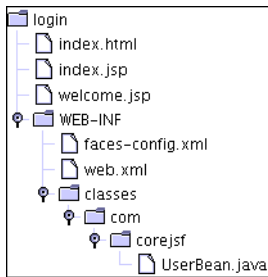 login
index.html
index.jsp
welcome.jsp
WEB-INF
faces-config.xml
web.xml
classes
com
corejsf
UserBean.java